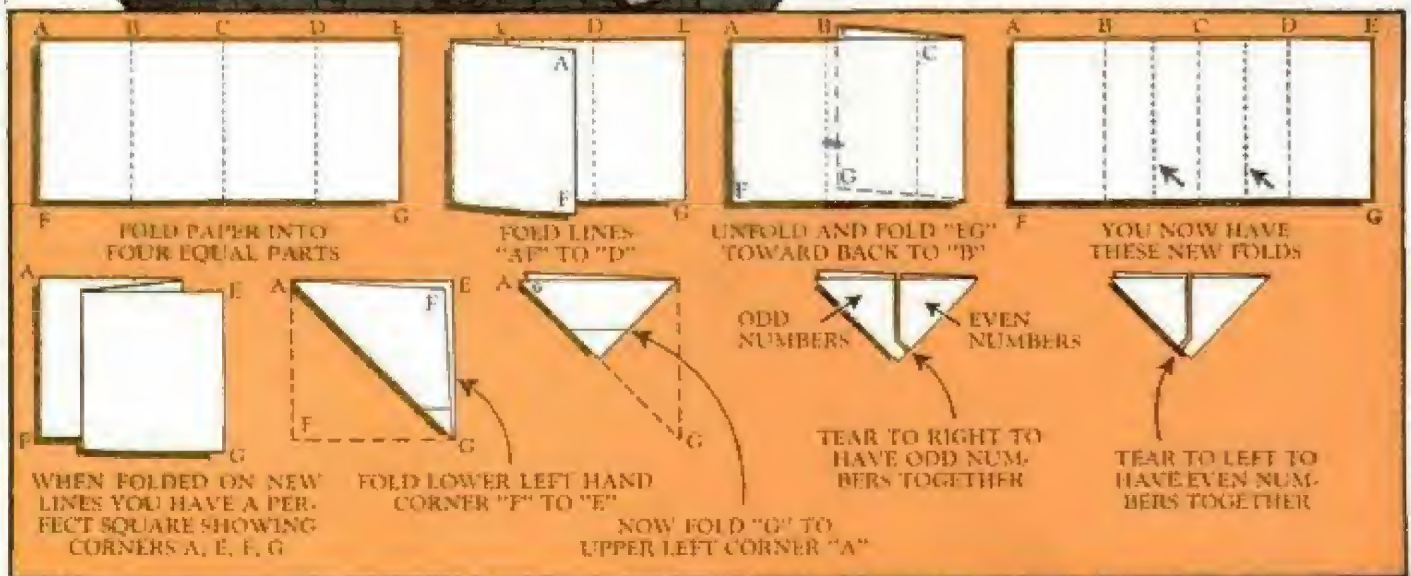 A B C D E
F G
FOLD PAPER INTO
FOUR EQUAL PARTS
D
A
F G
FOLD LINES
"AF" TO "D"
A B
C
G
F
UNFOLD AND FOLD "EG"
TOWARD BACK TO "B"
A B C D E
F G
YOU NOW HAVE
THESE NEW FOLDS
A
E
F
G
WHEN FOLDED ON NEW
LINES YOU HAVE A PER-
FECT SQUARE SHOWING
CORNERS A, E, F, G
A E
F
F
G
FOLD LOWER LEFT HAND
CORNER "F" TO "E"
A
G
NOW FOLD "G" TO
UPPER LEFT CORNER "A"
ODD
NUMBERS
EVEN
NUMBERS
TEAR TO RIGHT TO
HAVE ODD NUM-
BERS TOGETHER
TEAR TO LEFT TO
HAVE EVEN NUM-
BERS TOGETHER